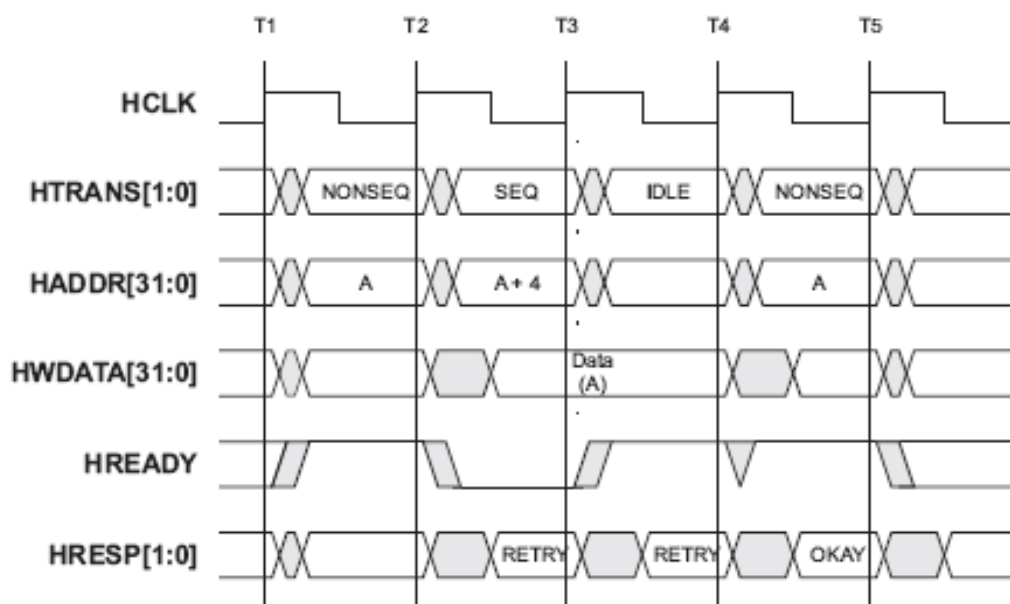 T1 T2 T3 T4 T5
HCLK
HTRANS[1:0] NONSEQ SEQ IDLE NONSEQ
HADDR[31:0] A A + 4 A
HWDATA[31:0] Data
(A)
HREADY
HRESP[1:0] RETRY RETRY OKAY